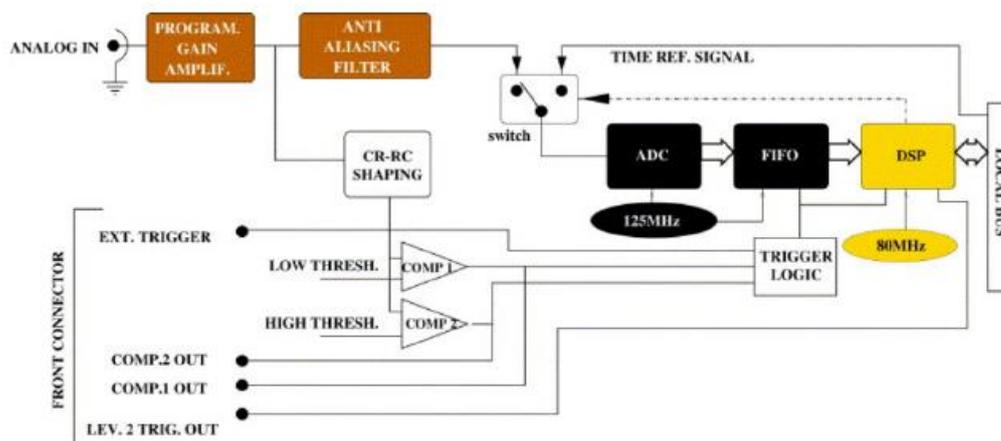 ANALOG IN
PROGRAM.
GAIN
AMPLIF.
ANTI
ALIASING
FILTER
TIME REF. SIGNAL
switch
CR-RC
SHAPING
ADC
FIFO
DSP
LOCAL BUS
125MHz
80MHz
FRONT CONNECTOR
EXT. TRIGGER
LOW THRESH.
COMP 1
TRIGGER
LOGIC
HIGH THRESH.
COMP 2
COMP.2 OUT
COMP.1 OUT
LEV. 2 TRIG. OUT